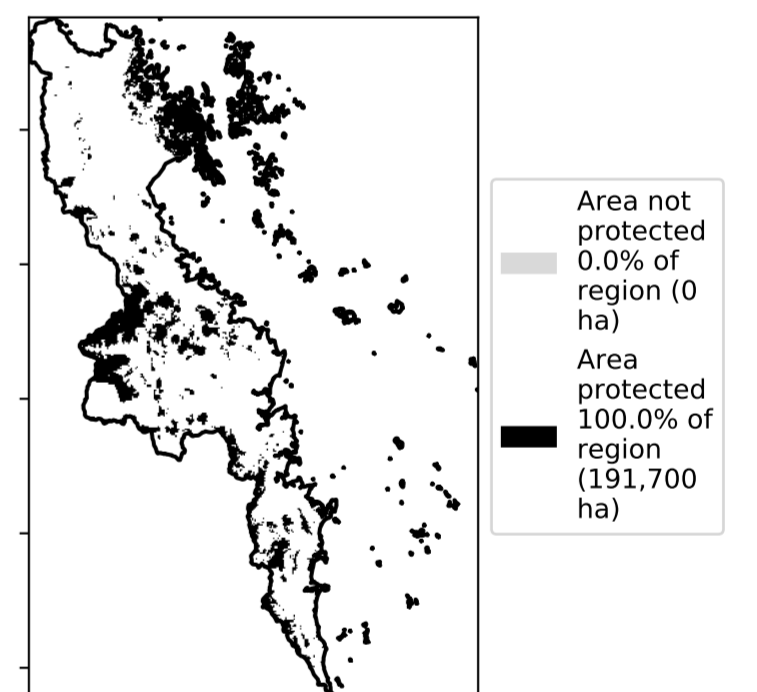 Area not
protected
0.0% of
region (0
ha)
Area
protected
100.0% of
region
(191,700
ha)